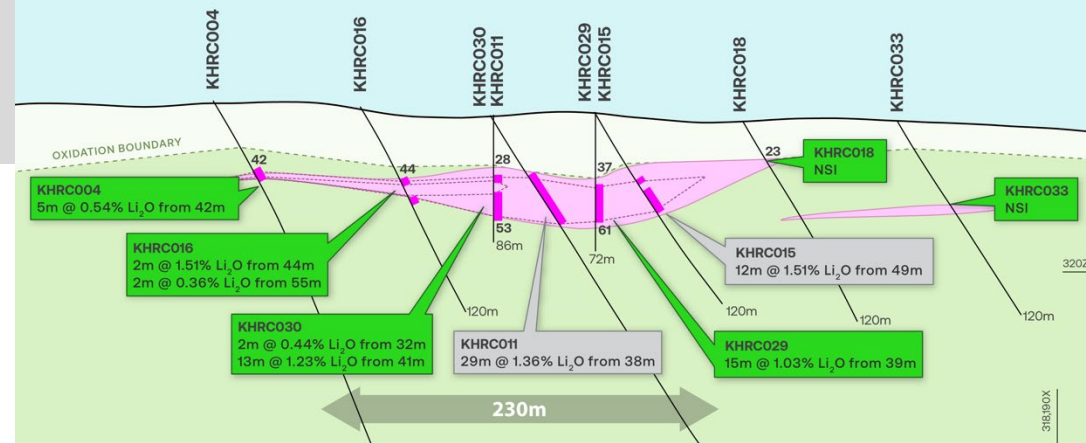 KHRC004
KHRC016
KHRC030
KHRC011
KHRC029
KHRC015
KHRC018
KHRC033
OXIDATION BOUNDARY
42
44
28
37
23
53
86m
61
72m
KHRC004
5m @ 0.54% Li₂O from 42m
KHRC016
2m @ 1.51% Li₂O from 44m
2m @ 0.36% Li₂O from 55m
KHRC030
2m @ 0.44% Li₂O from 32m
13m @ 1.23% Li₂O from 41m
KHRC011
29m @ 1.36% Li₂O from 38m
KHRC029
15m @ 1.03% Li₂O from 39m
KHRC015
12m @ 1.51% Li₂O from 49m
KHRC018
NSI
KHRC033
NSI
120m
120m
120m
120m
320Z
318,190X
230m